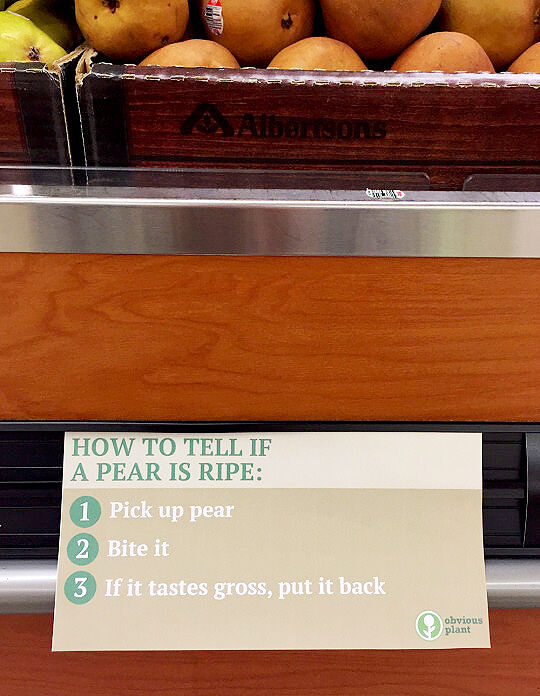 Albertsons
HOW TO TELL IF
A PEAR IS RIPE:
1 Pick up pear
2 Bite it
3 If it tastes gross, put it back
obvious
plant